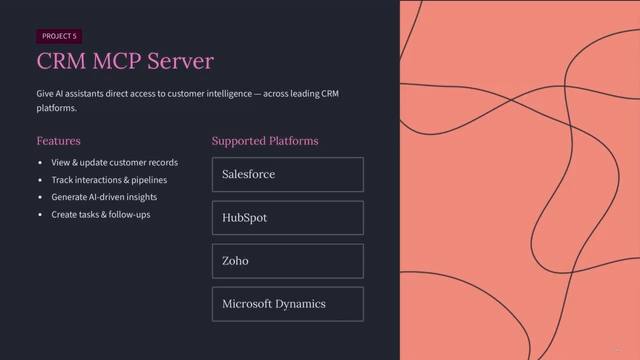 PROJECT 5
CRM MCP Server
Give AI assistants direct access to customer intelligence — across leading CRM
platforms.
Features
• View & update customer records
• Track interactions & pipelines
• Generate AI-driven insights
• Create tasks & follow-ups
Supported Platforms
Salesforce
HubSpot
Zoho
Microsoft Dynamics